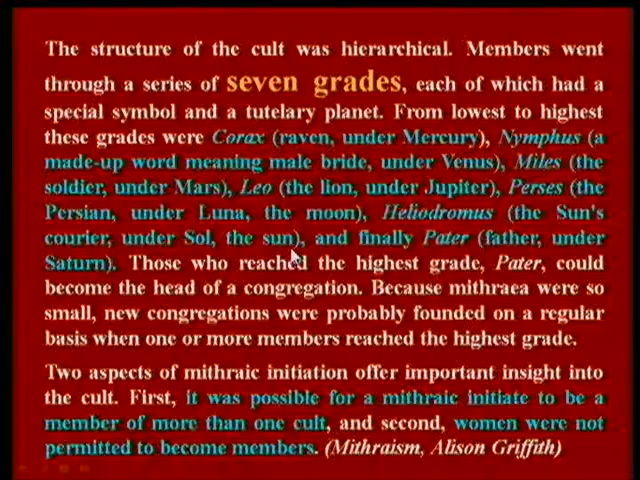 The structure of the cult was hierarchical. Members went
through a series of seven grades, each of which had a
special symbol and a tutelary planet. From lowest to highest
these grades were Corax (raven, under Mercury), Nymphus (a
made-up word meaning male bride, under Venus), Miles (the
soldier, under Mars), Leo (the lion, under Jupiter), Perses (the
Persian, under Luna, the moon), Heliodromus (the Sun's
courier, under Sol, the sun), and finally Pater (father, under
Saturn). Those who reached the highest grade, Pater, could
become the head of a congregation. Because mithraea were so
small, new congregations were probably founded on a regular
basis when one or more members reached the highest grade.
Two aspects of mithraic initiation offer important insight into
the cult. First, it was possible for a mithraic initiate to be a
member of more than one cult, and second, women were not
permitted to become members. (Mithraism, Alison Griffith)